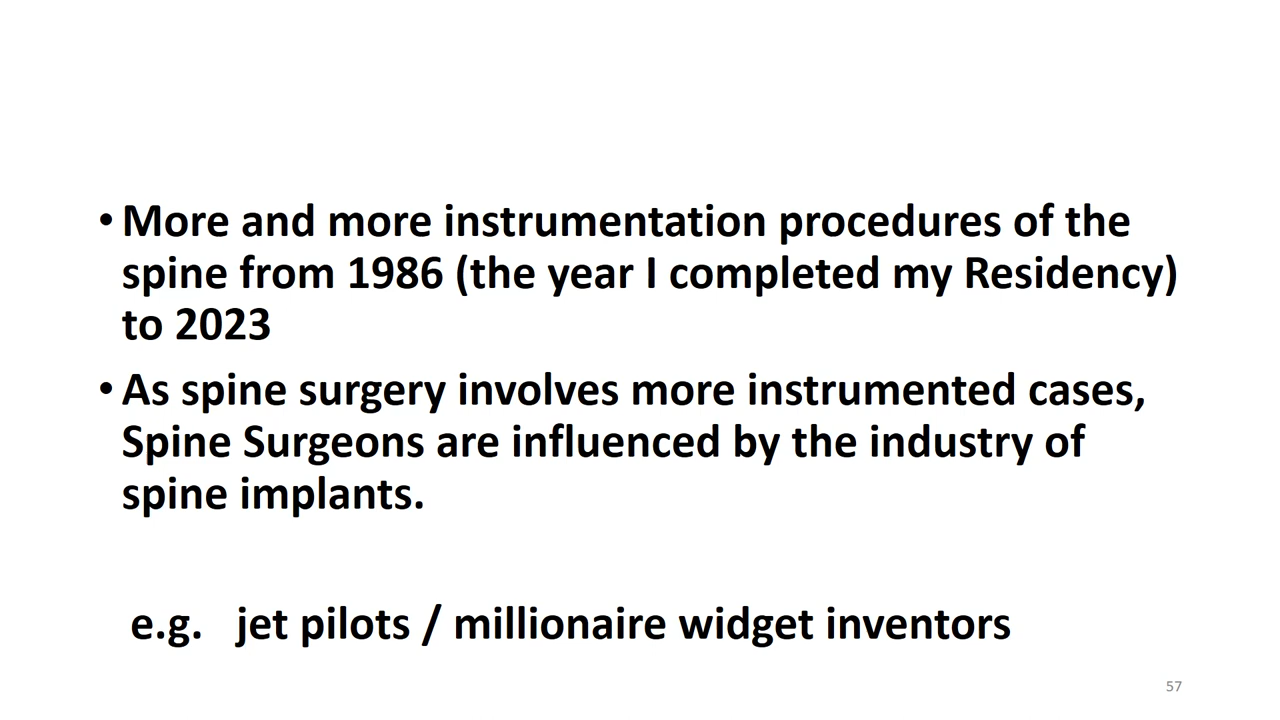 • More and more instrumentation procedures of the
spine from 1986 (the year I completed my Residency)
to 2023
• As spine surgery involves more instrumented cases,
Spine Surgeons are influenced by the industry of
spine implants.
e.g. jet pilots / millionaire widget inventors
57